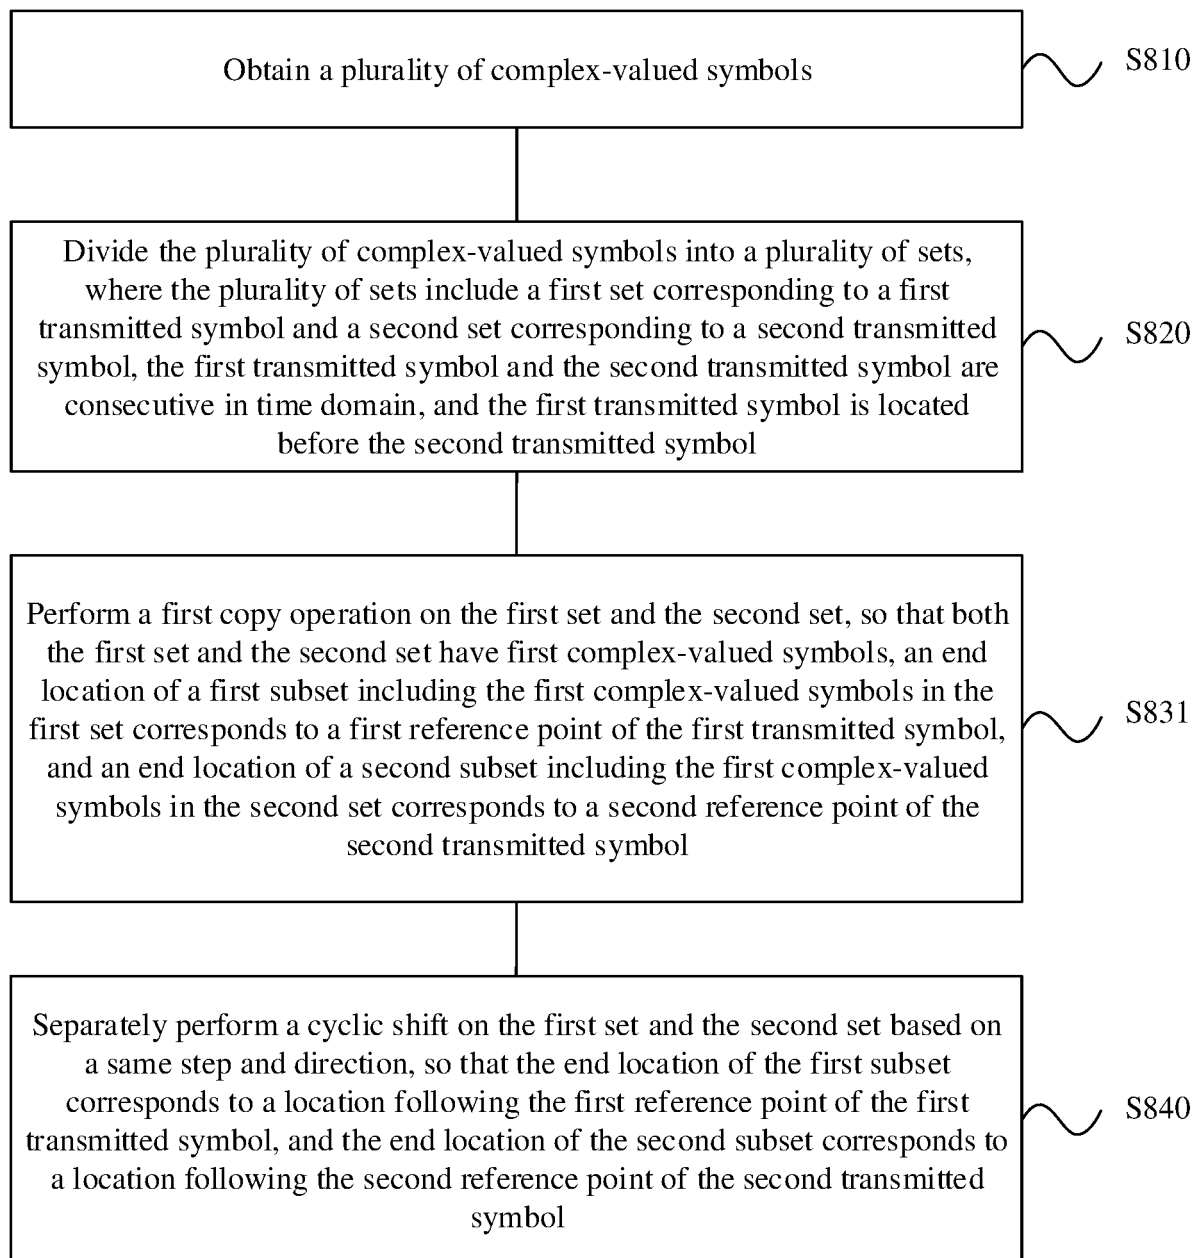 Obtain a plurality of complex-valued symbols
S810
Divide the plurality of complex-valued symbols into a plurality of sets,
where the plurality of sets include a first set corresponding to a first
transmitted symbol and a second set corresponding to a second transmitted
symbol, the first transmitted symbol and the second transmitted symbol are
consecutive in time domain, and the first transmitted symbol is located
before the second transmitted symbol
S820
Perform a first copy operation on the first set and the second set, so that both
the first set and the second set have first complex-valued symbols, an end
location of a first subset including the first complex-valued symbols in the
first set corresponds to a first reference point of the first transmitted symbol,
and an end location of a second subset including the first complex-valued
symbols in the second set corresponds to a second reference point of the
second transmitted symbol
S831
Separately perform a cyclic shift on the first set and the second set based on
a same step and direction, so that the end location of the first subset
corresponds to a location following the first reference point of the first
transmitted symbol, and the end location of the second subset corresponds to
a location following the second reference point of the second transmitted
symbol
S840